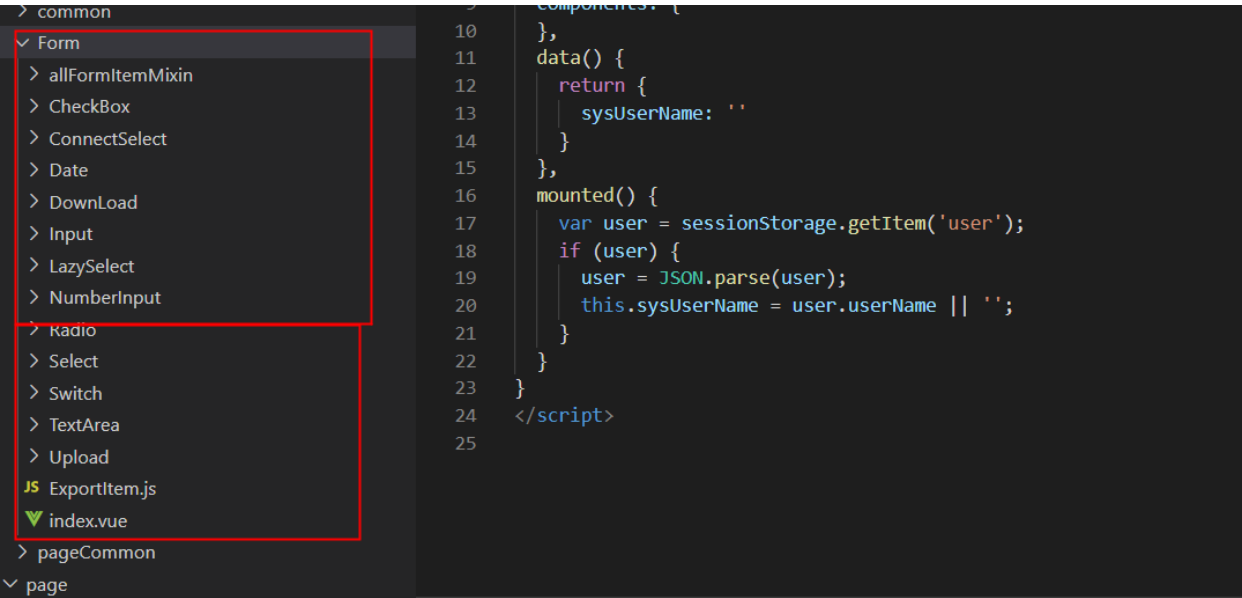 common
Form
allFormItemMixin
CheckBox
ConnectSelect
Date
DownLoad
Input
LazySelect
NumberInput
Radio
Select
Switch
TextArea
Upload
JS ExportItem.js
index.vue
pageCommon
page
9 components: {
10 },
11 data() {
12 return {
13 sysUserName: ''
14 }
15 },
16 mounted() {
17 var user = sessionStorage.getItem('user');
18 if (user) {
19 user = JSON.parse(user);
20 this.sysUserName = user.userName || '';
21 }
22 }
23 }
24 </script>
25